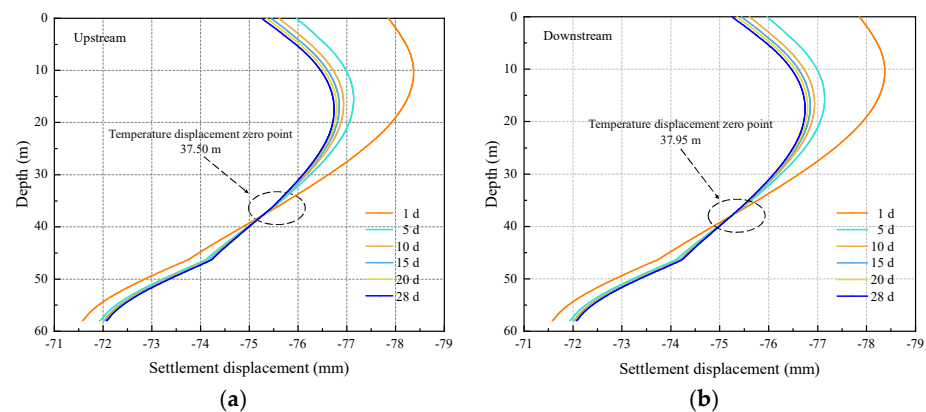 0
10
20
30
40
50
60
Depth (m)
Upstream
Temperature displacement zero point
37.50 m
1 d
5 d
10 d
15 d
20 d
28 d
-71 -72 -73 -74 -75 -76 -77 -78 -79
Settlement displacement (mm)
(a)
0
10
20
30
40
50
60
Depth (m)
Downstream
Temperature displacement zero point
37.95 m
1 d
5 d
10 d
15 d
20 d
28 d
-71 -72 -73 -74 -75 -76 -77 -78 -79
Settlement displacement (mm)
(b)